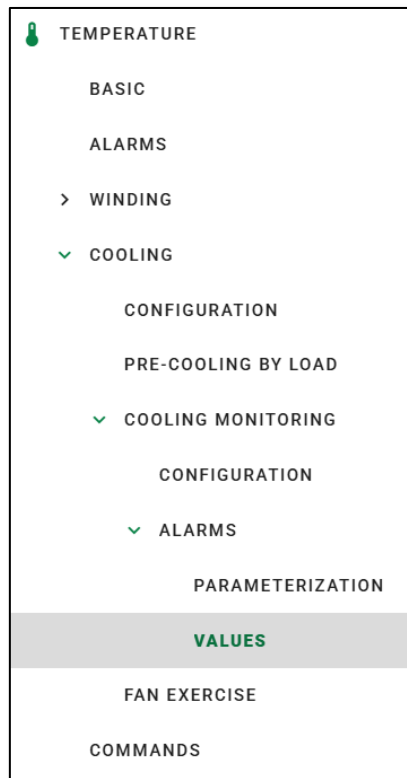 TEMPERATURE
BASIC
ALARMS
WINDING
COOLING
CONFIGURATION
PRE-COOLING BY LOAD
COOLING MONITORING
CONFIGURATION
ALARMS
PARAMETERIZATION
VALUES
FAN EXERCISE
COMMANDS